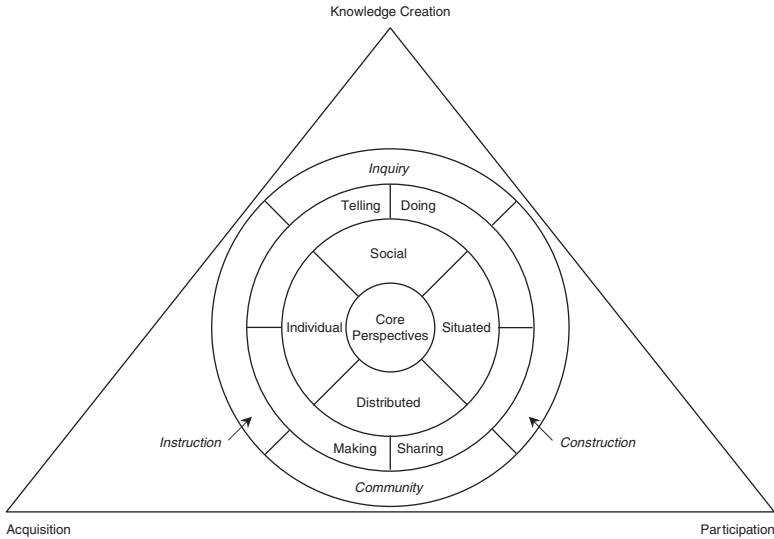 Knowledge Creation
Inquiry
Telling Doing
Social
Individual
Core
Perspectives
Situated
Distributed
Instruction
Making Sharing
Construction
Community
Acquisition
Participation